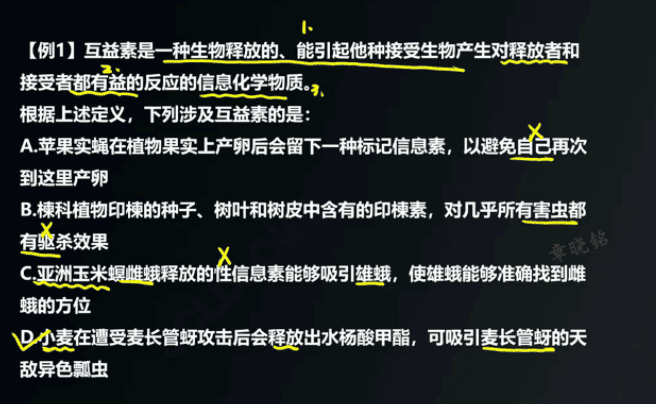 1.
【例1】互益素是一种生物释放的、能引起他种接受生物产生对释放者和
2.
接受者都有益的反应的信息化学物质。
3.
根据上述定义，下列涉及互益素的是：
A.苹果实蝇在植物果实上产卵后会留下一种标记信息素，以避免自己再次
到这里产卵
B.楝科植物印楝的种子、树叶和树皮中含有的印楝素，对几乎所有害虫都
有驱杀效果
章晓铭
C.亚洲玉米螟雌蛾释放的性信息素能够吸引雄蛾，使雄蛾能够准确找到雌
蛾的方位
D.小麦在遭受麦长管蚜攻击后会释放出水杨酸甲酯，可吸引麦长管蚜的天
敌异色瓢虫